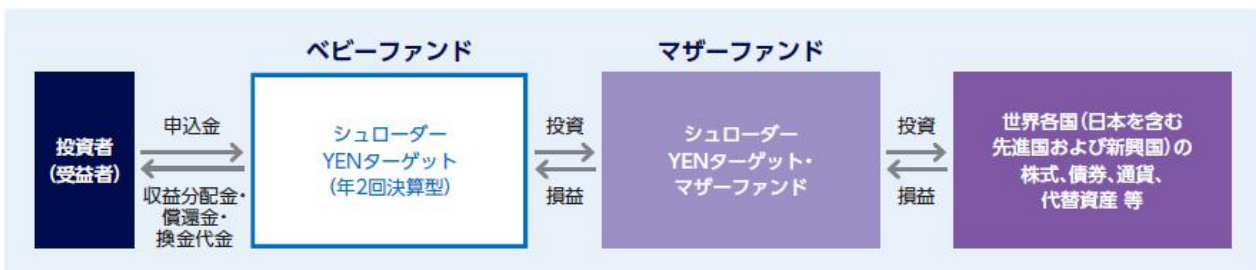 ベビーファンド
マザーファンド
投資者
(受益者)
申込金
収益分配金・
償還金・
換金代金
シュローダー
YENターゲット
(年2回決算型)
投資
損益
シュローダー
YENターゲット・
マザーファンド
投資
損益
世界各国(日本を含む
先進国および新興国)の
株式、債券、通貨、
代替資産 等